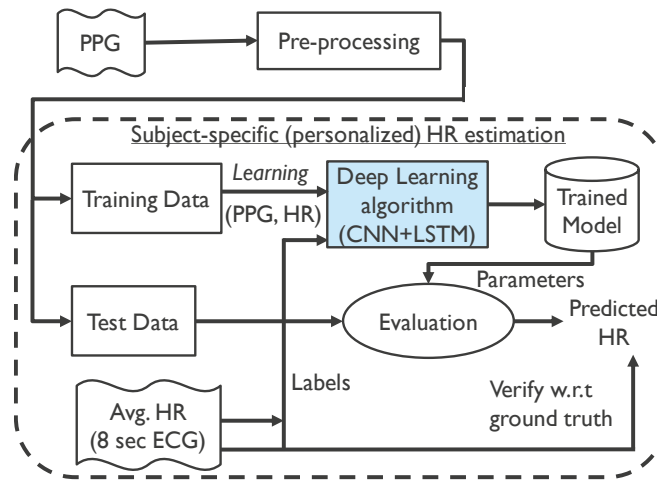 PPG
Pre-processing
Subject-specific (personalized) HR estimation
Training Data
Learning
(PPG, HR)
Deep Learning
algorithm
(CNN+LSTM)
Trained
Model
Parameters
Test Data
Evaluation
Predicted
HR
Labels
Avg. HR
(8 sec ECG)
Verify w.r.t
ground truth